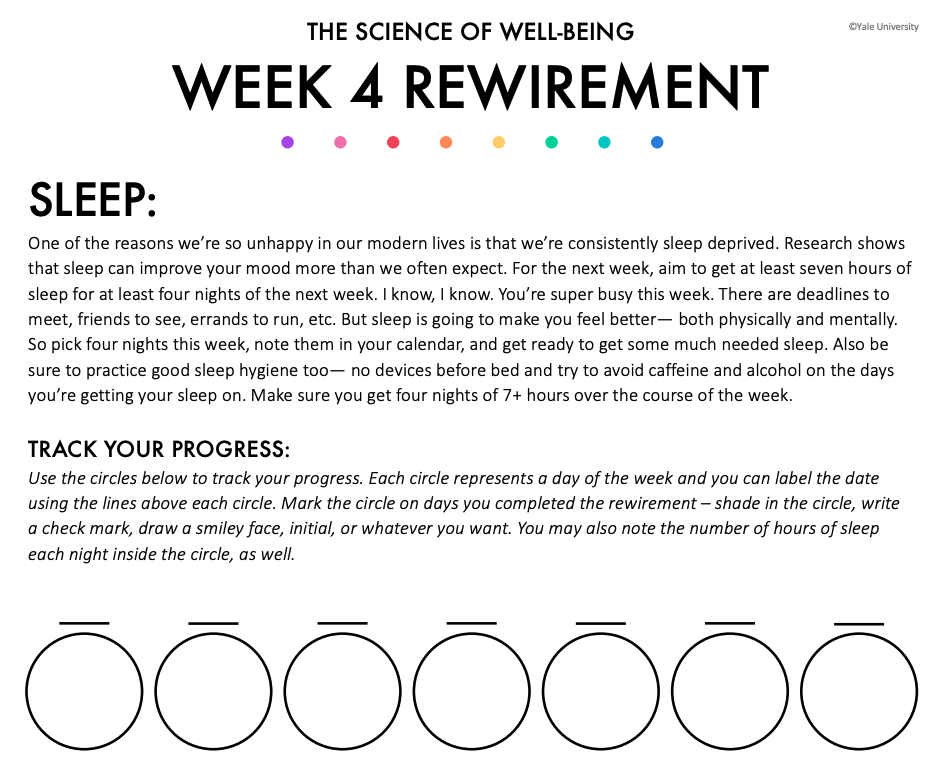 THE SCIENCE OF WELL-BEING
©Yale University
WEEK 4 REWIREMENT
SLEEP:
One of the reasons we’re so unhappy in our modern lives is that we’re consistently sleep deprived. Research shows
that sleep can improve your mood more than we often expect. For the next week, aim to get at least seven hours of
sleep for at least four nights of the next week. I know, I know. You’re super busy this week. There are deadlines to
meet, friends to see, errands to run, etc. But sleep is going to make you feel better— both physically and mentally.
So pick four nights this week, note them in your calendar, and get ready to get some much needed sleep. Also be
sure to practice good sleep hygiene too— no devices before bed and try to avoid caffeine and alcohol on the days
you’re getting your sleep on. Make sure you get four nights of 7+ hours over the course of the week.
TRACK YOUR PROGRESS:
Use the circles below to track your progress. Each circle represents a day of the week and you can label the date
using the lines above each circle. Mark the circle on days you completed the rewirement – shade in the circle, write
a check mark, draw a smiley face, initial, or whatever you want. You may also note the number of hours of sleep
each night inside the circle, as well.